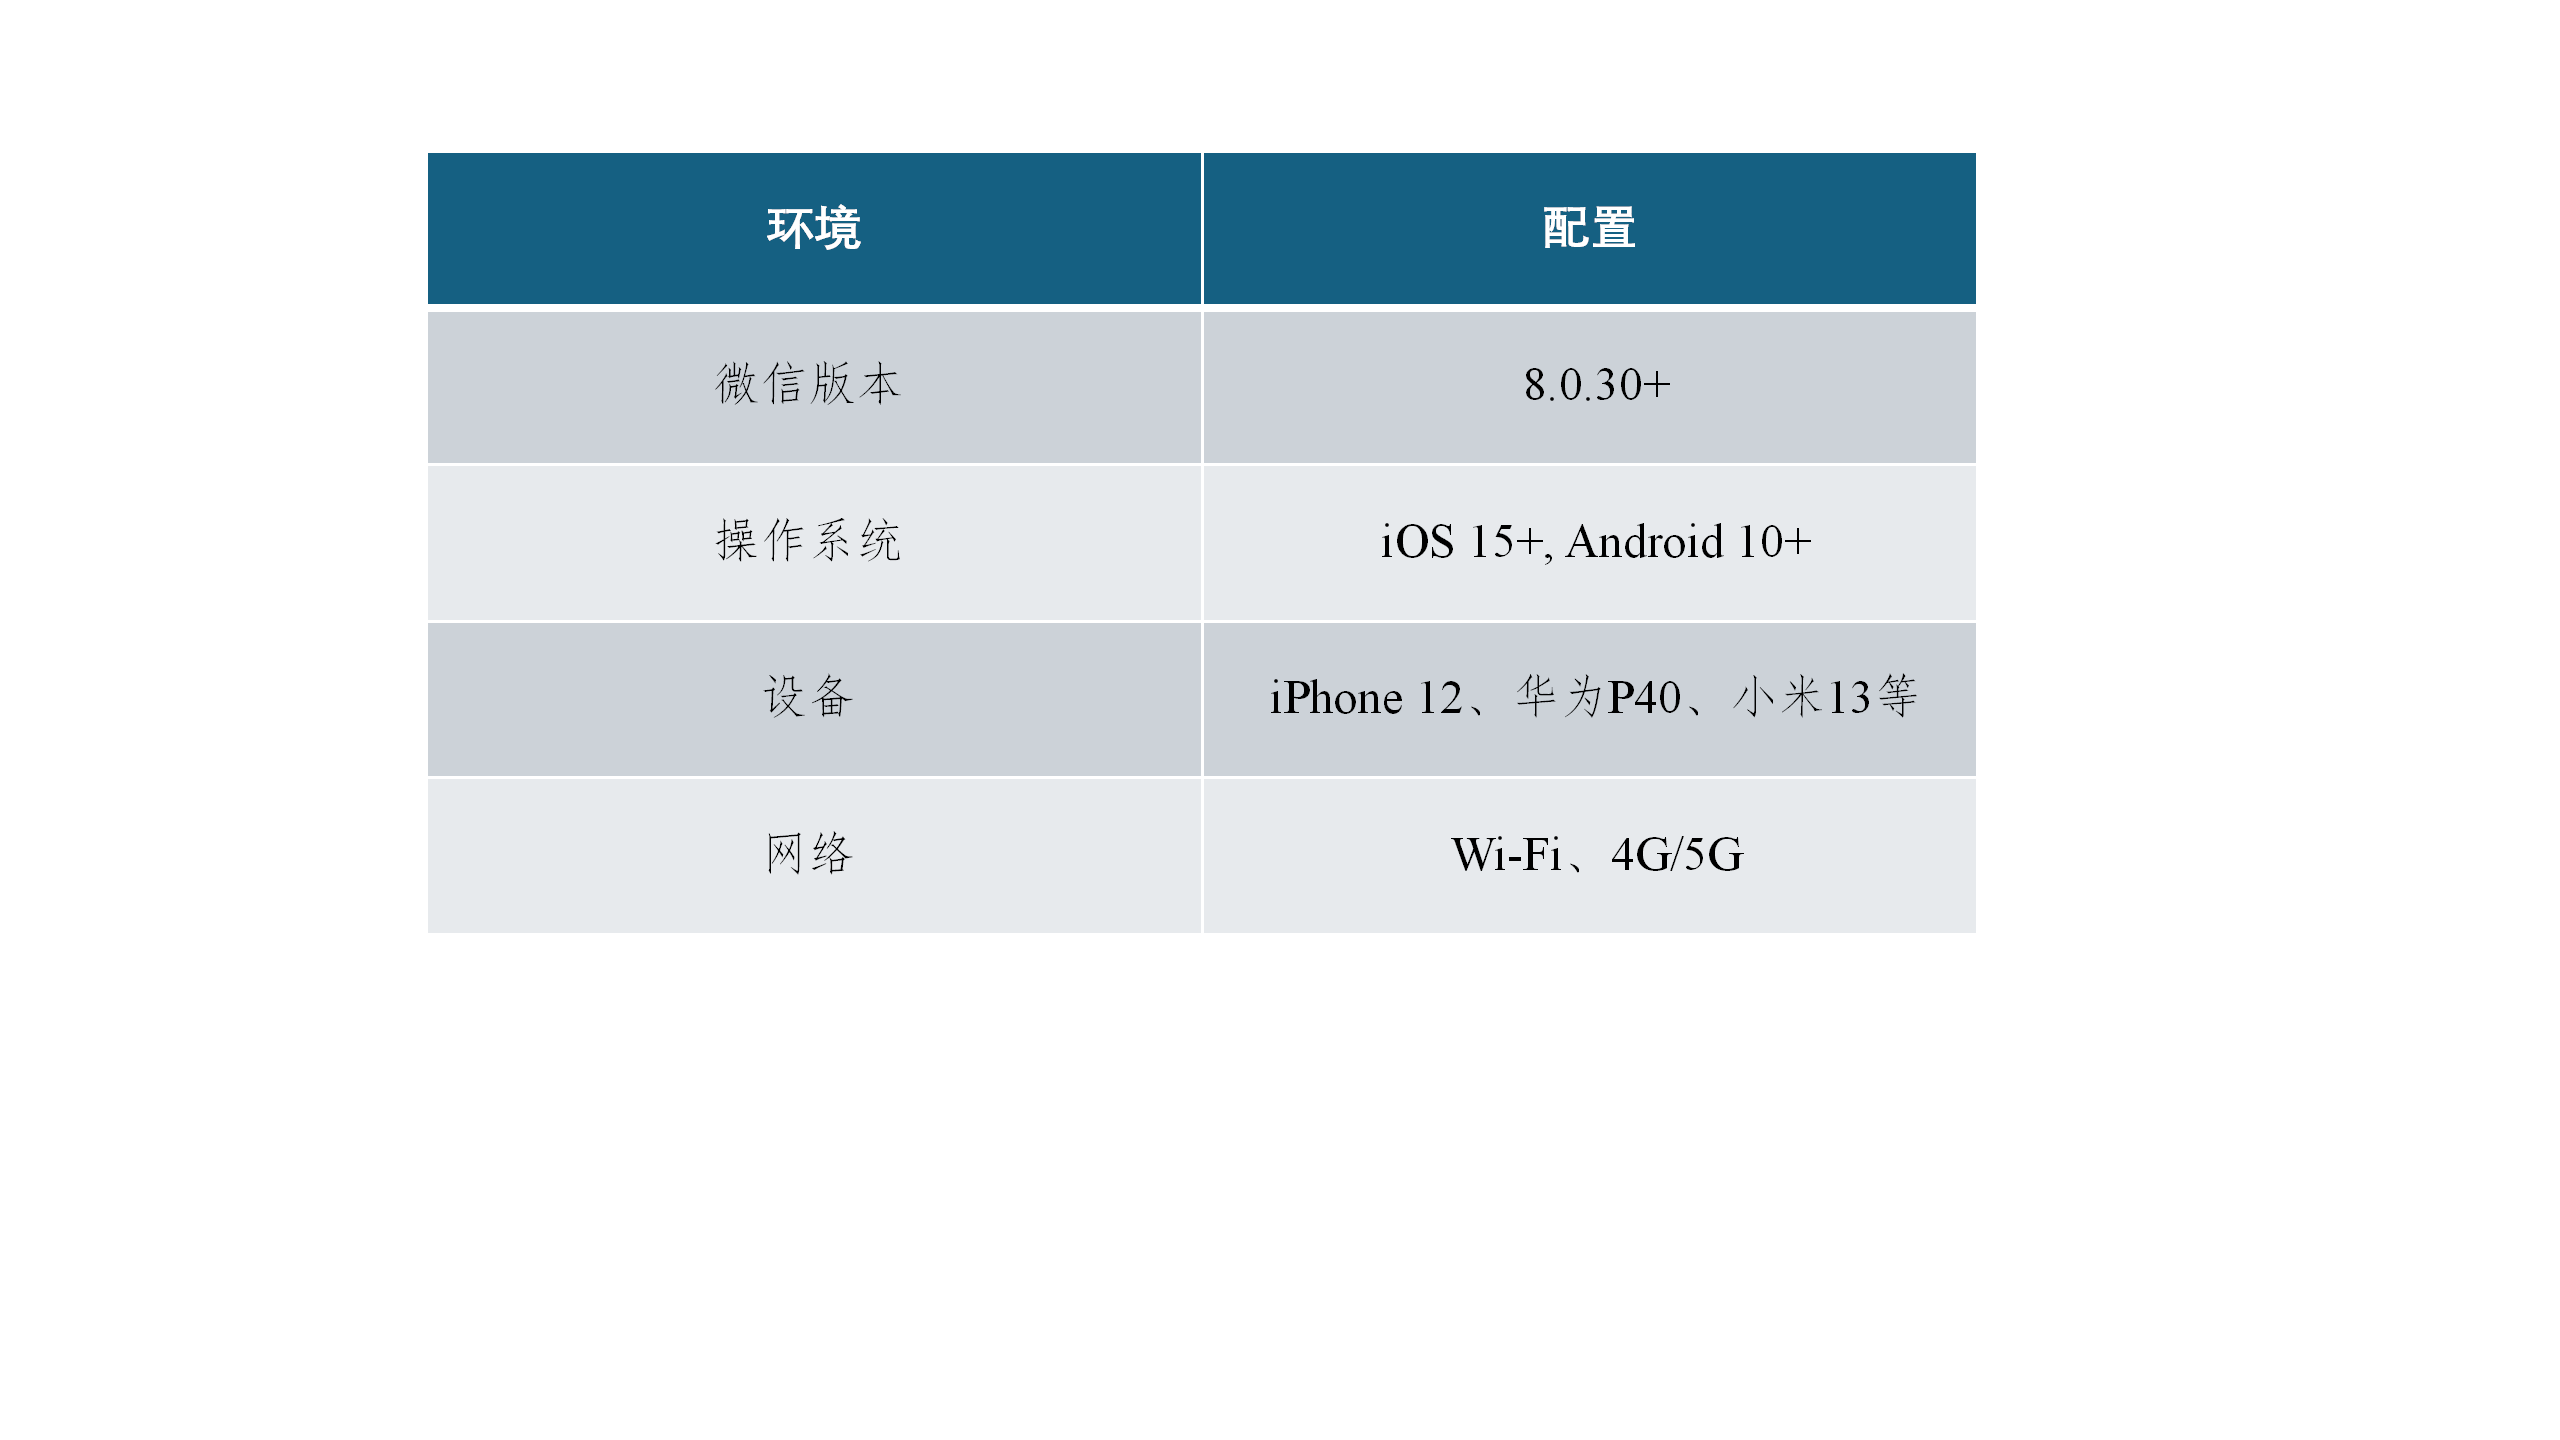 环境 配置
微信版本 8.0.30+
操作系统 iOS 15+, Android 10+
设备 iPhone 12、华为P40、小米13等
网络 Wi-Fi、4G/5G